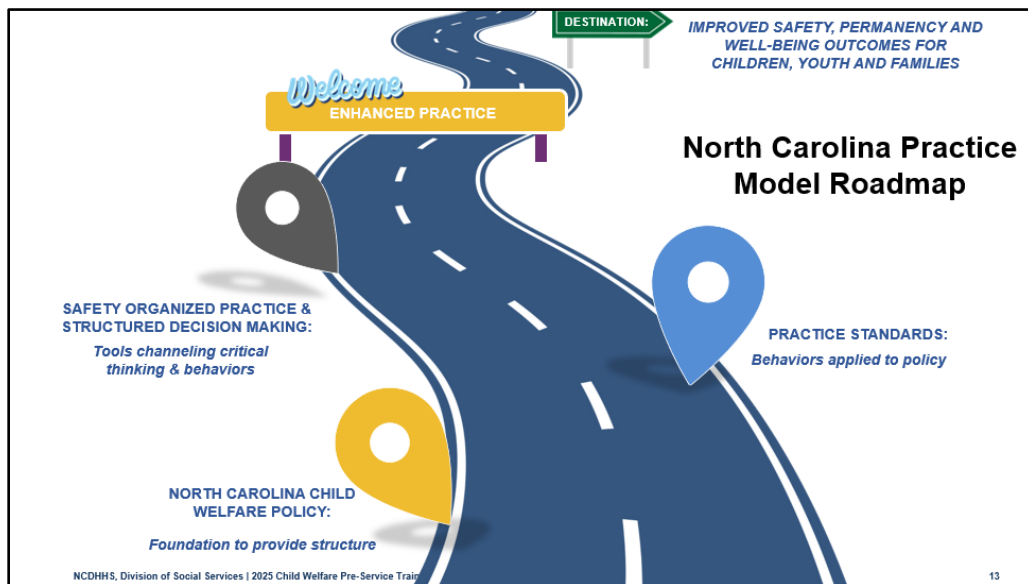 DESTINATION:
IMPROVED SAFETY, PERMANENCY AND
WELL-BEING OUTCOMES FOR
CHILDREN, YOUTH AND FAMILIES
Welcome
ENHANCED PRACTICE
North Carolina Practice
Model Roadmap
SAFETY ORGANIZED PRACTICE &
STRUCTURED DECISION MAKING:
Tools channeling critical
thinking & behaviors
PRACTICE STANDARDS:
Behaviors applied to policy
NORTH CAROLINA CHILD
WELFARE POLICY:
Foundation to provide structure
NCDHHS, Division of Social Services | 2025 Child Welfare Pre-Service Train
13